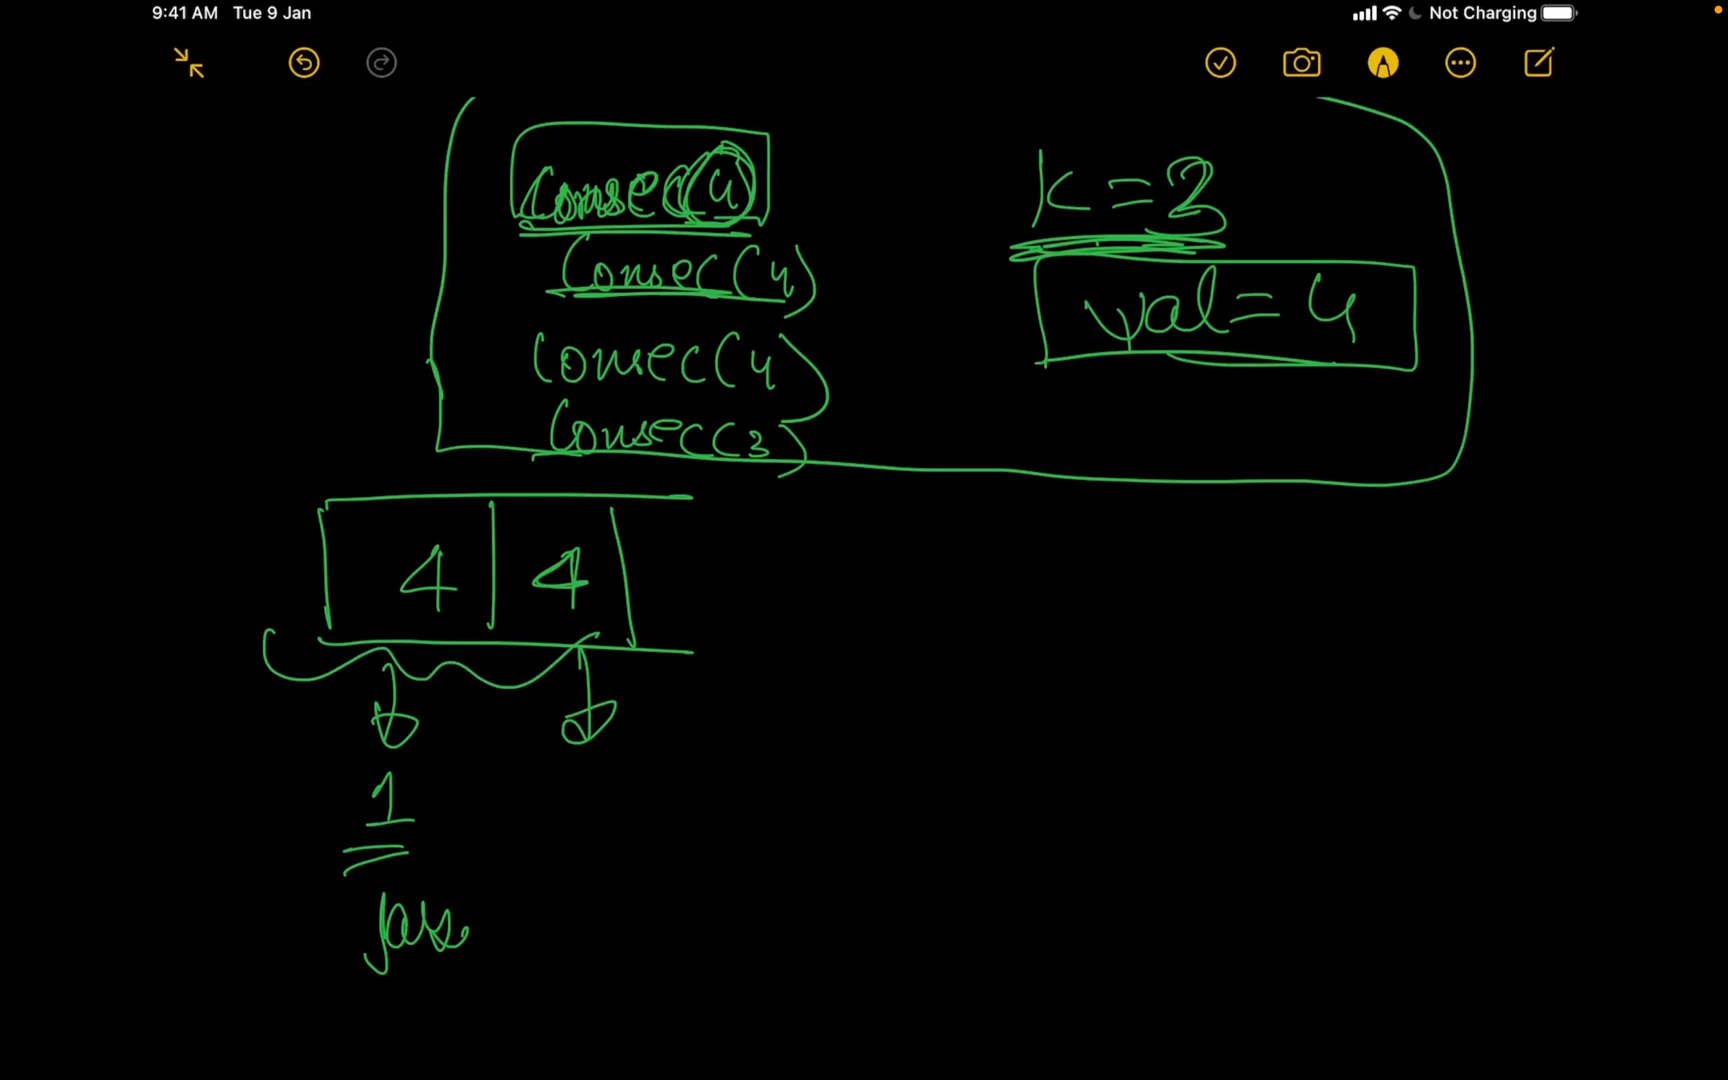 9:41 AM Tue 9 Jan Not Charging
Consec(4)
Consec(4)
Consec(4)
Consec(3)
k = 2
val = 4
4 4
1